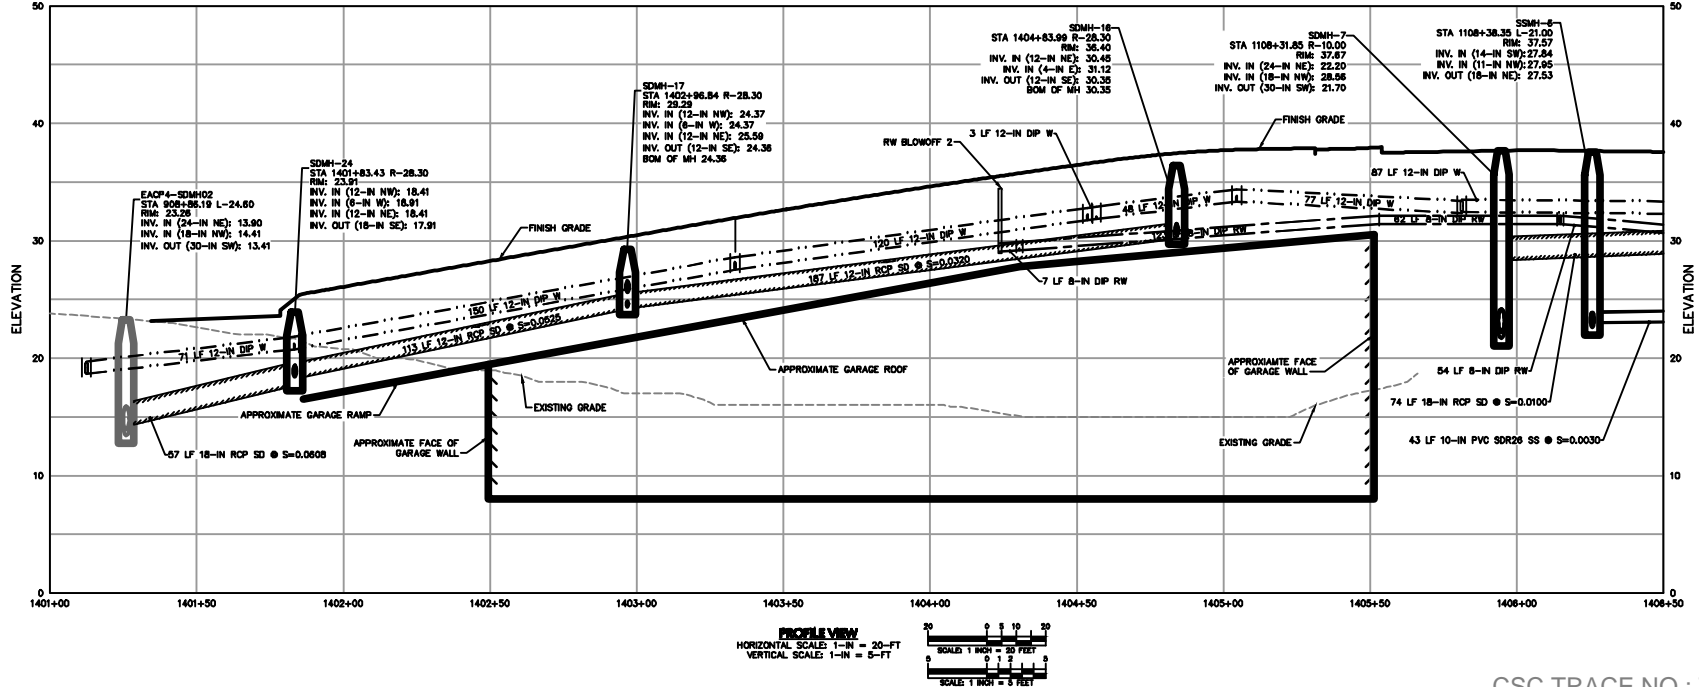 50
40
30
20
10
0
ELEVATION
EACP4-SDMH02
STA 908+86.19 L-24.60
RIM: 23.26
INV. IN (24-IN NE): 13.90
INV. IN (18-IN NW): 14.41
INV. OUT (30-IN SW): 13.41
SDMH-24
STA 1401+83.43 R-28.30
RIM: 23.91
INV. IN (12-IN NW): 18.41
INV. IN (6-IN W): 18.91
INV. IN (12-IN NE): 18.41
INV. OUT (18-IN SE): 17.91
SDMH-17
STA 1402+96.84 R-28.30
RIM: 29.29
INV. IN (12-IN NW): 24.37
INV. IN (6-IN W): 24.37
INV. IN (12-IN NE): 25.59
INV. OUT (12-IN SE): 24.36
BOM OF MH 24.36
SDMH-16
STA 1404+83.99 R-28.30
RIM: 36.40
INV. IN (12-IN NE): 30.45
INV. IN (4-IN E): 31.12
INV. OUT (12-IN SE): 30.35
BOM OF MH 30.35
SDMH-7
STA 1108+31.85 R-10.00
RIM: 37.67
INV. IN (24-IN NE): 22.20
INV. IN (18-IN NW): 28.56
INV. OUT (30-IN SW): 21.70
SSMH-6
STA 1108+38.35 L-21.00
RIM: 37.57
INV. IN (14-IN SW): 27.84
INV. IN (11-IN NW): 27.95
INV. OUT (18-IN NE): 27.53
FINISH GRADE
FINISH GRADE
RW BLOWOFF 2
3 LF 12-IN DIP W
87 LF 12-IN DIP W
71 LF 12-IN DIP W
150 LF 12-IN DIP W
120 LF 12-IN DIP W
48 LF 12-IN DIP W
77 LF 12-IN DIP W
62 LF 8-IN DIP RW
8-IN DIP RW
113 LF 12-IN RCP SD @ S=0.0525
187 LF 12-IN RCP SD @ S=0.0320
7 LF 8-IN DIP RW
APPROXIMATE GARAGE ROOF
APPROXIMATE GARAGE RAMP
EXISTING GRADE
APPROXIMATE FACE OF
GARAGE WALL
57 LF 18-IN RCP SD @ S=0.0608
APPROXIAMTE FACE
OF GARAGE WALL
EXISTING GRADE
54 LF 8-IN DIP RW
74 LF 18-IN RCP SD @ S=0.0100
43 LF 10-IN PVC SDR26 SS @ S=0.0030
50
40
30
20
10
0
ELEVATION
1401+00
1401+50
1402+00
1402+50
1403+00
1403+50
1404+00
1404+50
1405+00
1405+50
1406+00
1406+50
PROFILE VIEW
HORIZONTAL SCALE: 1-IN = 20-FT
VERTICAL SCALE: 1-IN = 5-FT
20 0 5 10 20
SCALE: 1 INCH = 20 FEET
5 0 1 2 5
SCALE: 1 INCH = 5 FEET